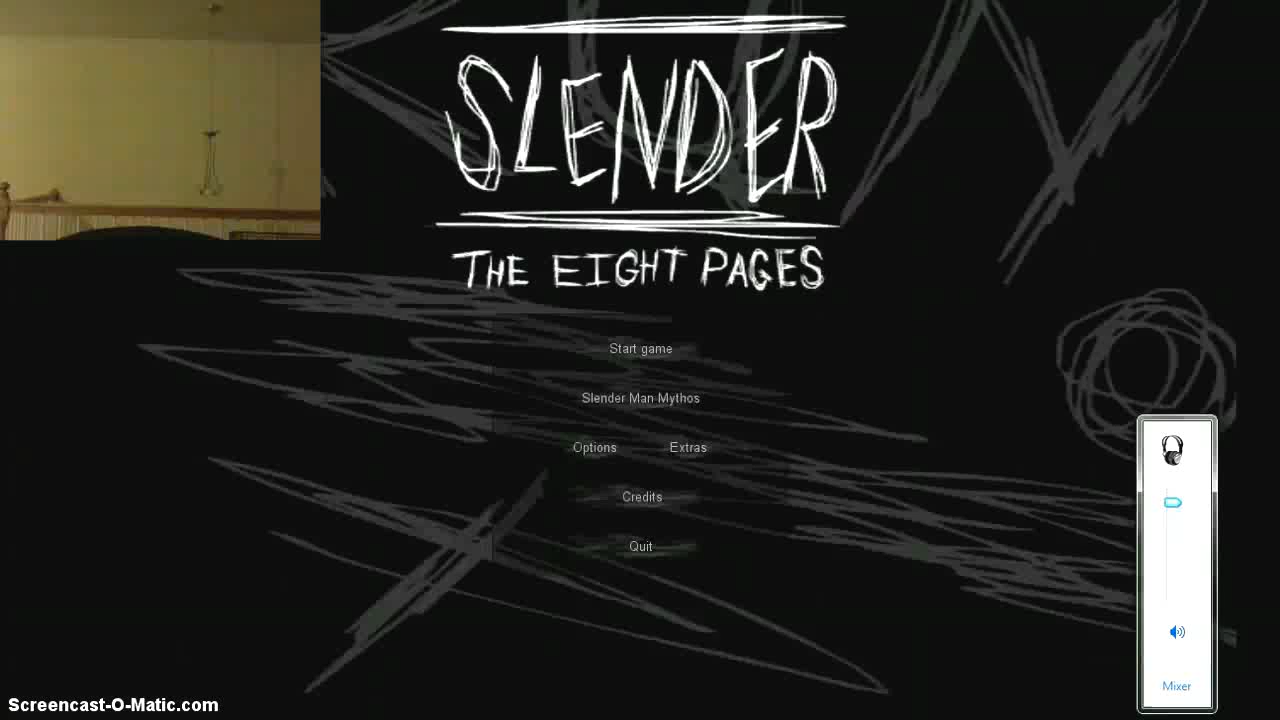 SLENDER
THE EIGHT PAGES
Start game
Slender Man Mythos
Options Extras
Credits
Quit
Mixer
Screencast-O-Matic.com